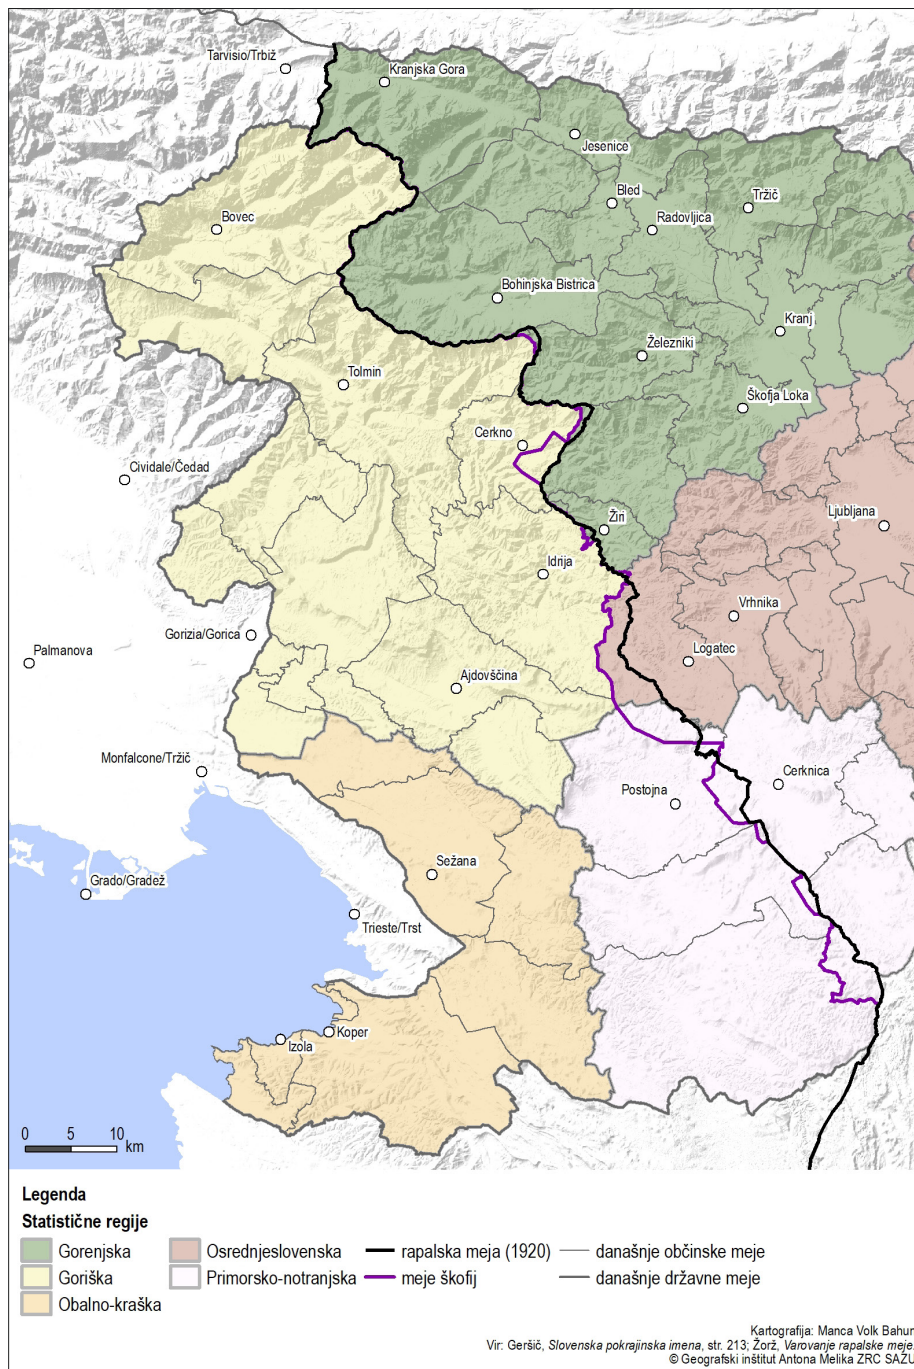 Tarvisio/Trbiž
Kranjska Gora
Jesenice
Bled
Tržič
Radovljica
Bovec
Bohinjska Bistrica
Kranj
Železniki
Tolmin
Škofja Loka
Cerkno
Cividale/Čedad
Ljubljana
Žiri
Idrija
Vrhnika
Gorizia/Gorica
Palmanova
Logatec
Ajdovščina
Monfalcone/Tržič
Cerknica
Postojna
Sežana
Grado/Gradež
Trieste/Trst
Koper
Izola
0 5 10
km
Legenda
Statistične regije
Gorenjska
Osrednjeslovenska
rapalska meja (1920)
današnje občinske meje
Goriška
Primorsko-notranjska
meje škofij
današnje državne meje
Obalno-kraška
Kartografija: Manca Volk Bahun
Vir: Geršič, Slovenska pokrajinska imena, str. 213; Žorž, Varovanje rapalske meje.
© Geografski inštitut Antona Melika ZRC SAZU